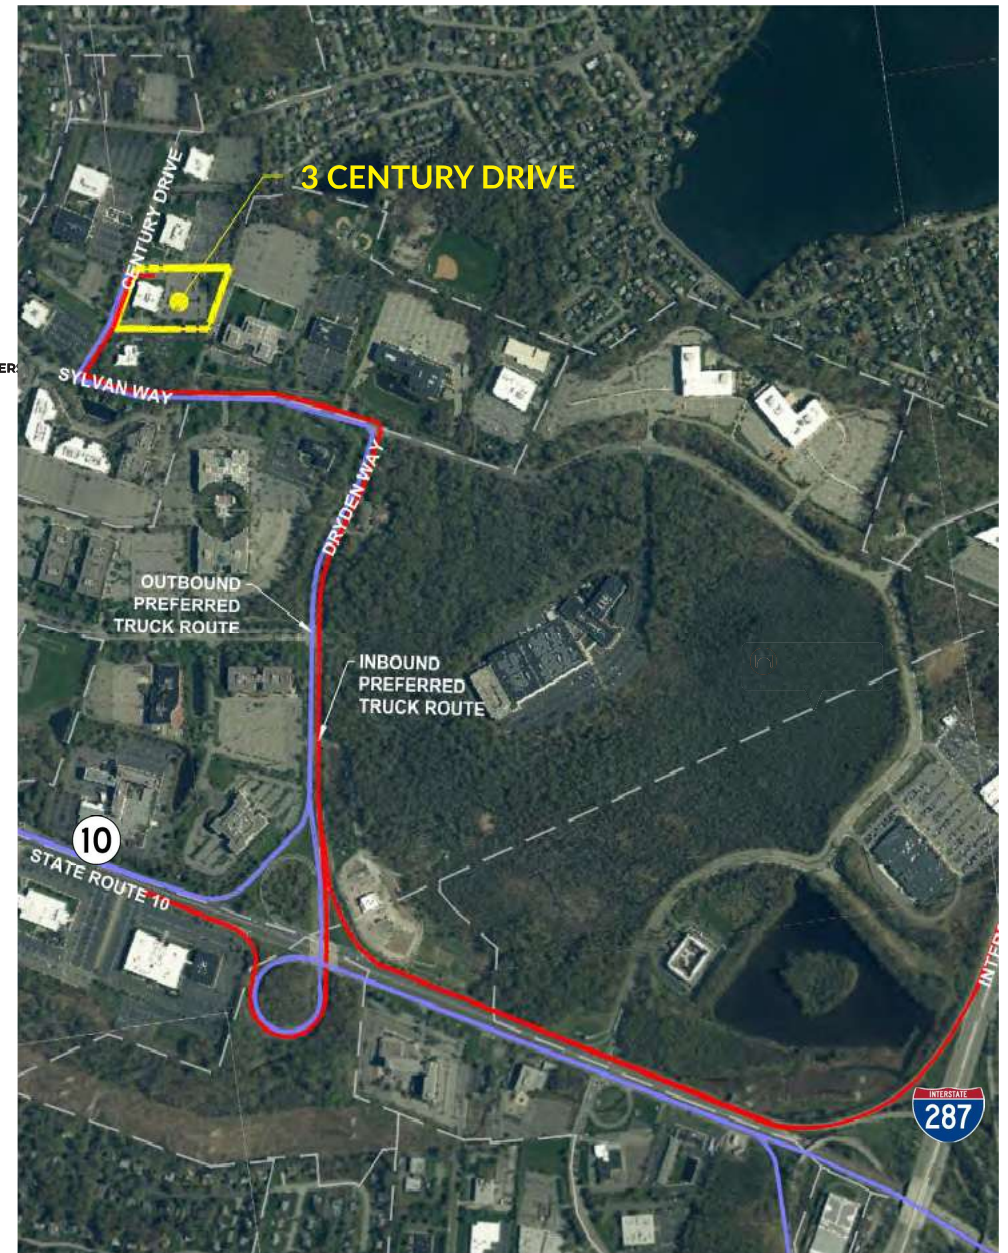 CENTURY DRIVE
3 CENTURY DRIVE
SYLVAN WAY
DRYDEN WAY
OUTBOUND
PREFERRED
TRUCK ROUTE
INBOUND
PREFERRED
TRUCK ROUTE
10
STATE ROUTE 10
INTERSTATE
287